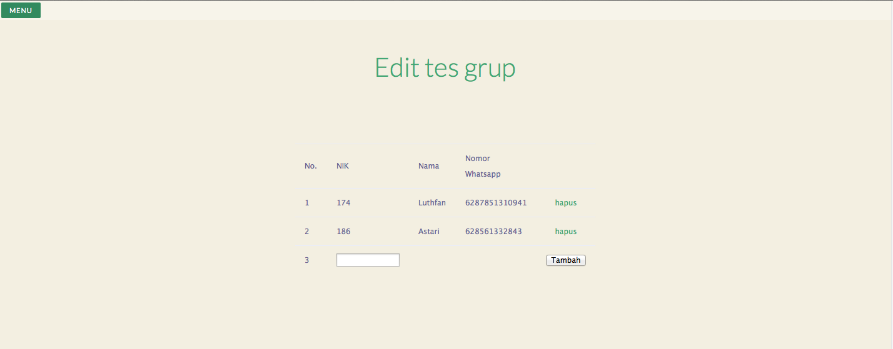 MENU
Edit tes grup
No. NIK Nama Nomor Whatsapp
1 174 Luthfan 6287851310941 hapus
2 186 Astari 628561332843 hapus
3 Tambah